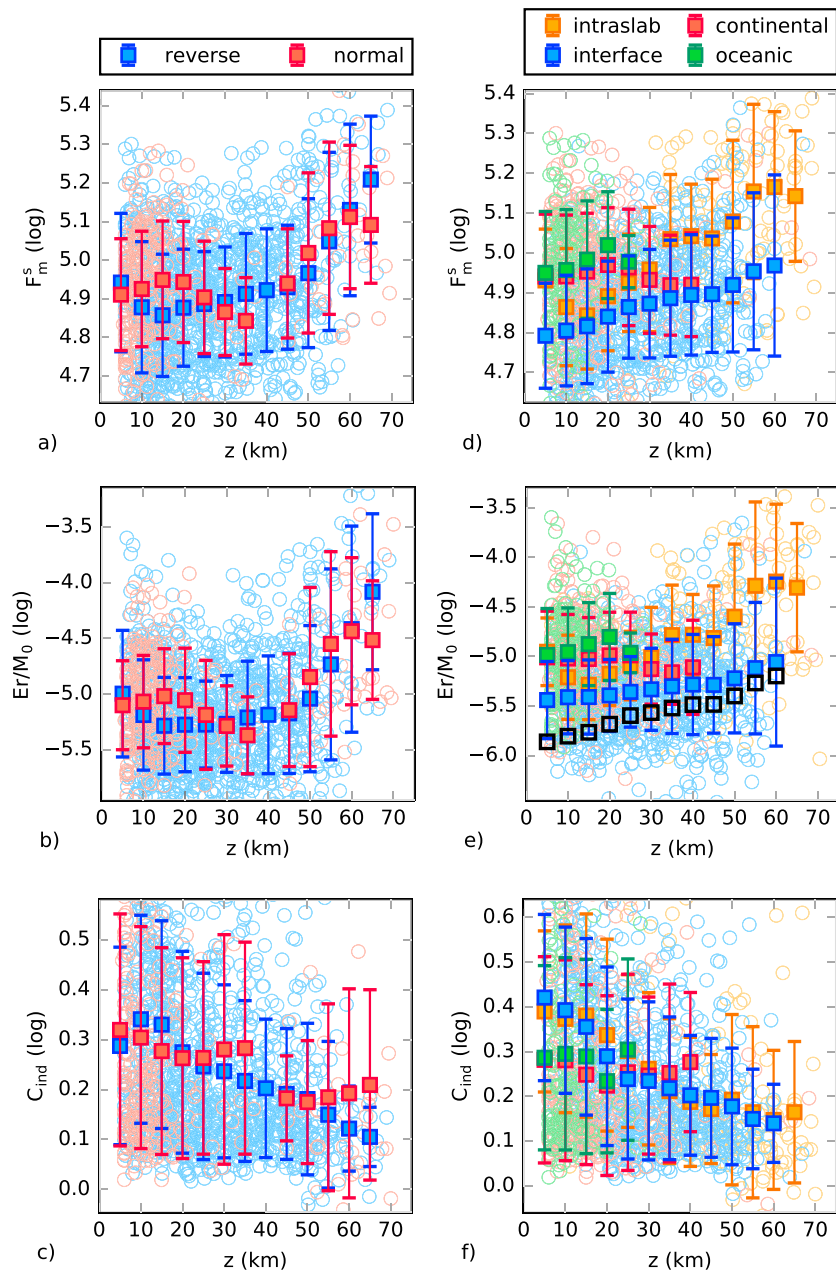 reverse normal
intraslab continental
interface oceanic
5.4
5.3
5.2
5.1
5.0
4.9
4.8
4.7
F_m^s (log)
0 10 20 30 40 50 60 70
z (km)
a)
5.4
5.3
5.2
5.1
5.0
4.9
4.8
4.7
F_m^s (log)
0 10 20 30 40 50 60 70
z (km)
d)
−3.5
−4.0
−4.5
−5.0
−5.5
Er/M₀ (log)
0 10 20 30 40 50 60 70
z (km)
b)
−3.5
−4.0
−4.5
−5.0
−5.5
−6.0
Er/M₀ (log)
0 10 20 30 40 50 60 70
z (km)
e)
0.5
0.4
0.3
0.2
0.1
0.0
C_ind (log)
0 10 20 30 40 50 60 70
z (km)
c)
0.6
0.5
0.4
0.3
0.2
0.1
0.0
C_ind (log)
0 10 20 30 40 50 60 70
z (km)
f)